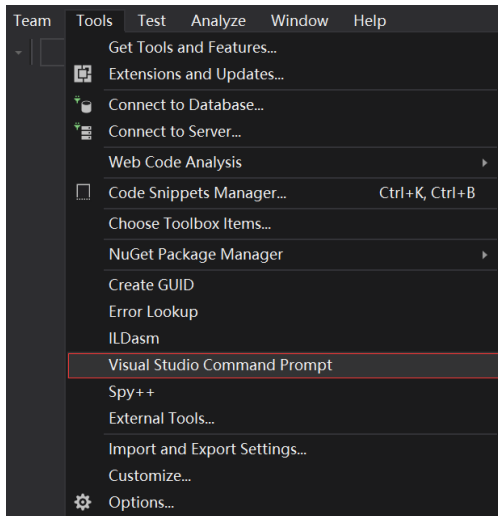 Team Tools Test Analyze Window Help
Get Tools and Features...
Extensions and Updates...
Connect to Database...
Connect to Server...
Web Code Analysis
Code Snippets Manager... Ctrl+K, Ctrl+B
Choose Toolbox Items...
NuGet Package Manager
Create GUID
Error Lookup
ILDasm
Visual Studio Command Prompt
Spy++
External Tools...
Import and Export Settings...
Customize...
Options...